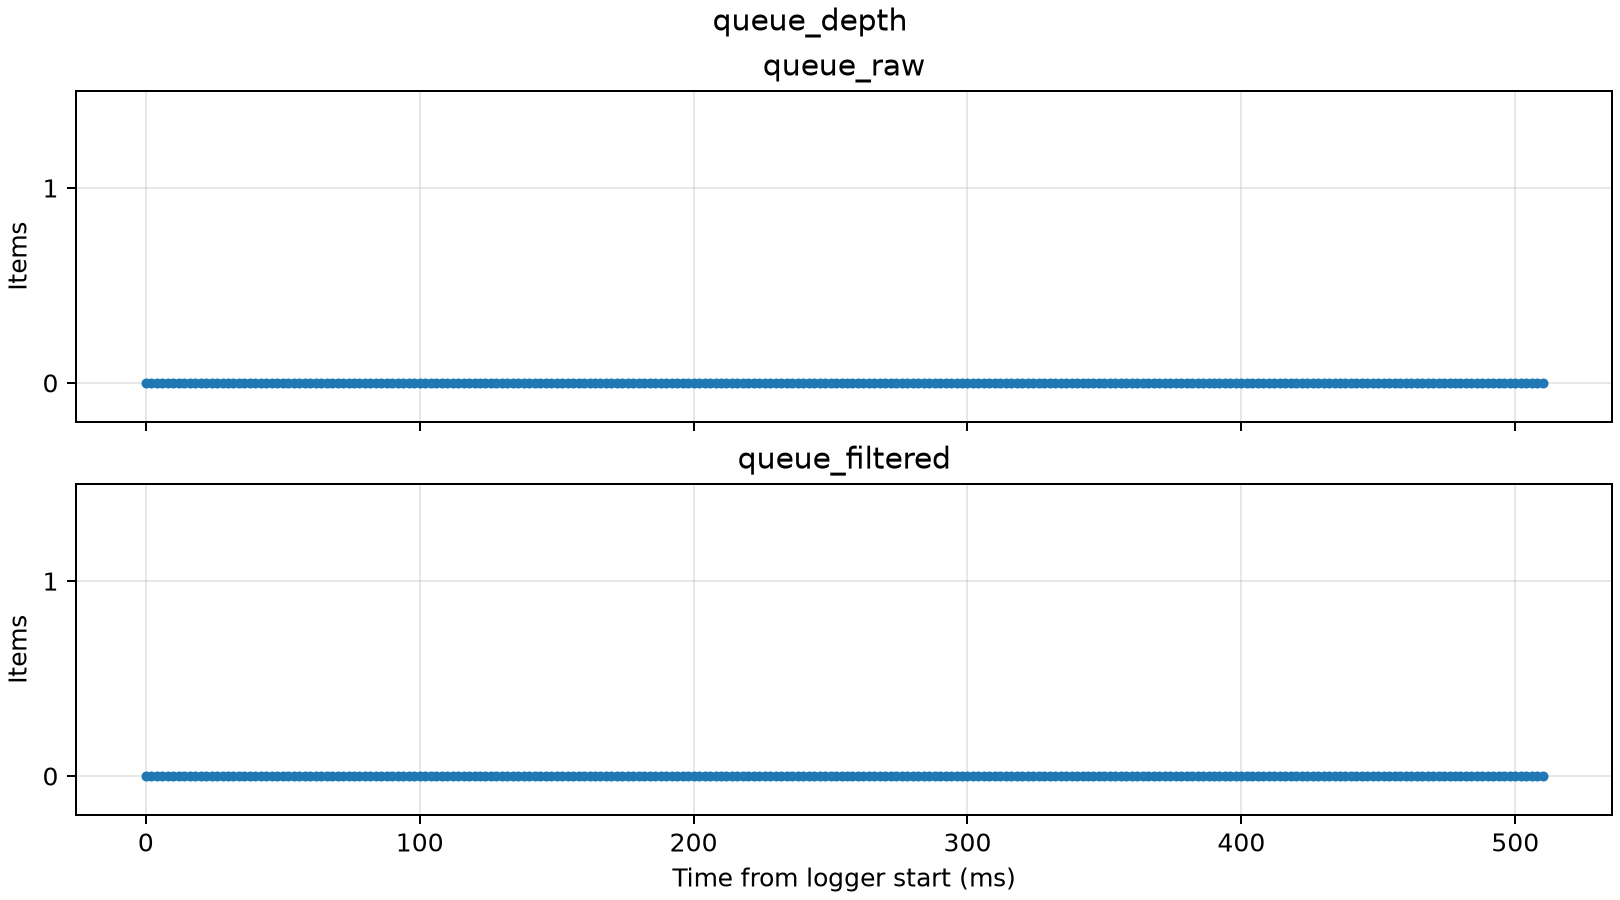 queue_depth
queue_raw
1
Items
0
queue_filtered
1
Items
0
0 100 200 300 400 500
Time from logger start (ms)